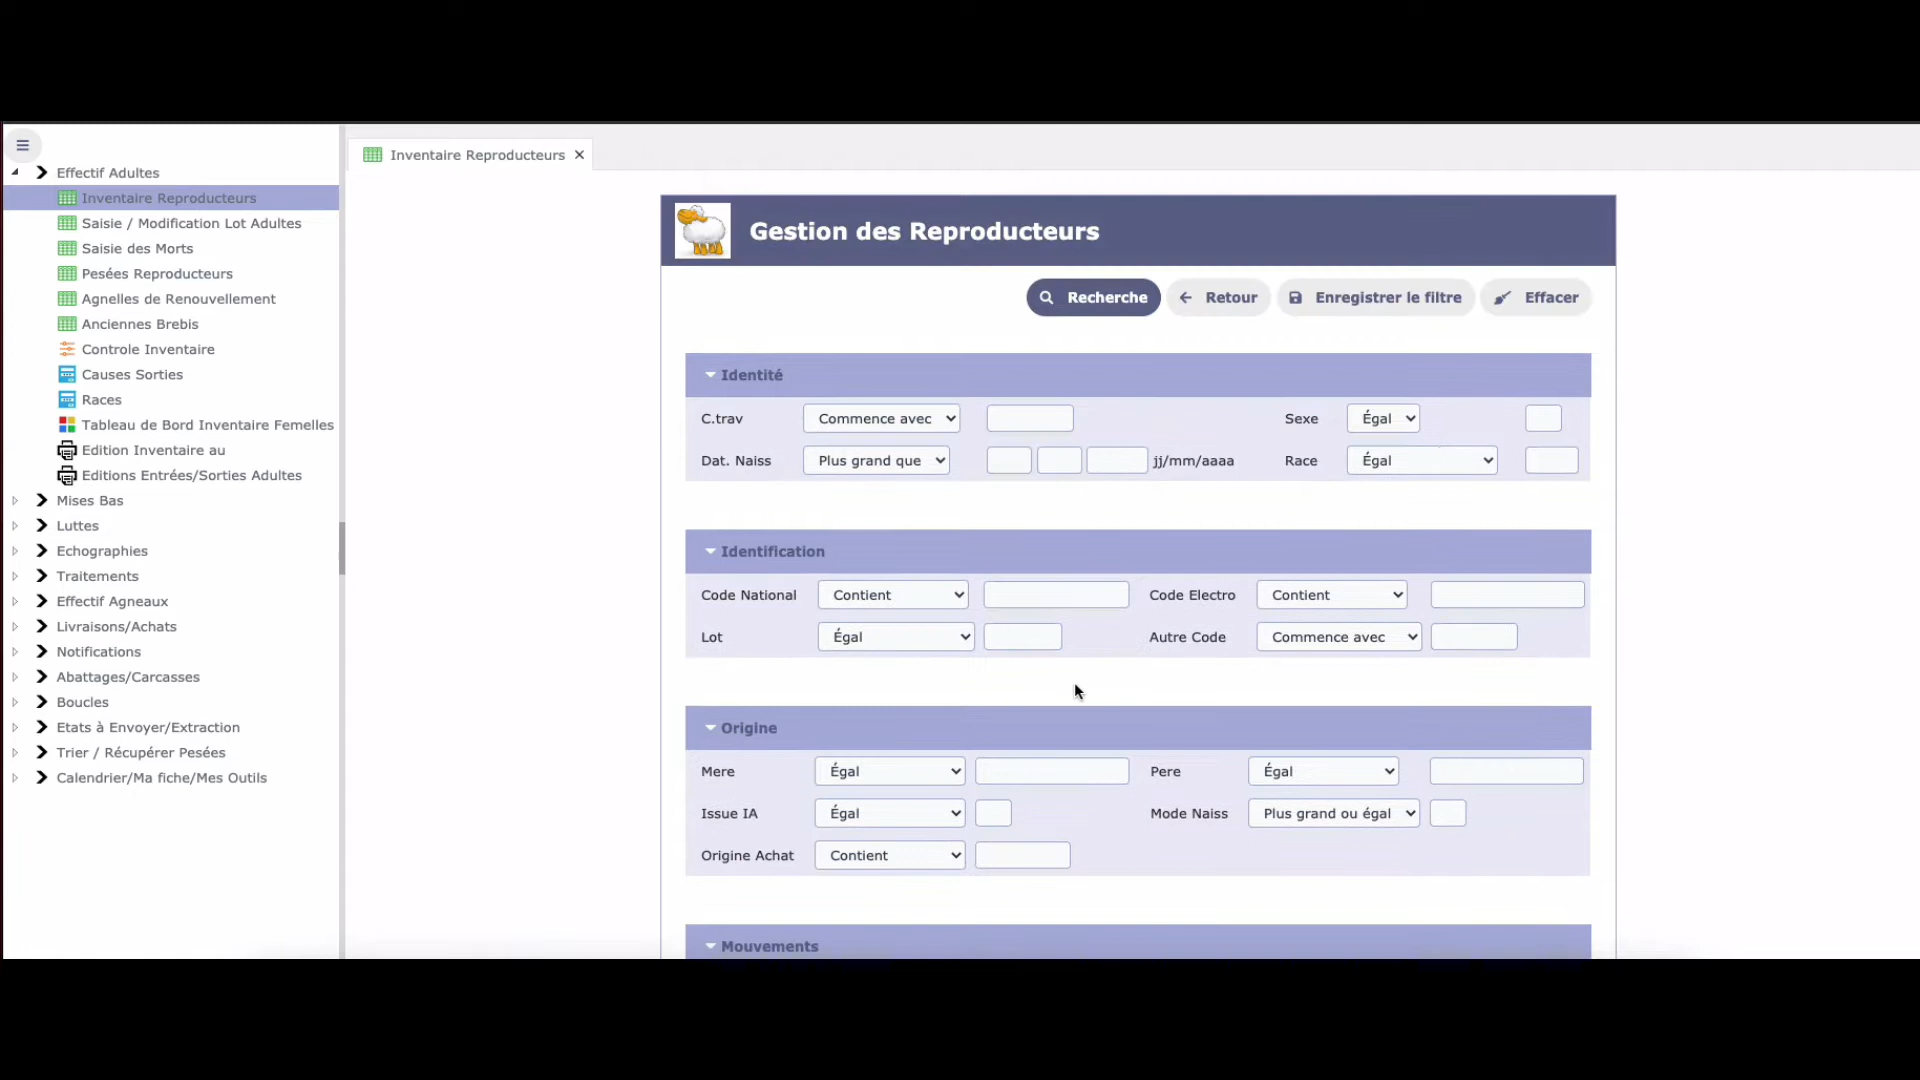 Effectif Adultes
Inventaire Reproducteurs
Saisie / Modification Lot Adultes
Saisie des Morts
Pesées Reproducteurs
Agnelles de Renouvellement
Anciennes Brebis
Controle Inventaire
Causes Sorties
Races
Tableau de Bord Inventaire Femelles
Edition Inventaire au
Editions Entrées/Sorties Adultes
Mises Bas
Luttes
Echographies
Traitements
Effectif Agneaux
Livraisons/Achats
Notifications
Abattages/Carcasses
Boucles
Etats à Envoyer/Extraction
Trier / Récupérer Pesées
Calendrier/Ma fiche/Mes Outils
Inventaire Reproducteurs
Gestion des Reproducteurs
Recherche Retour Enregistrer le filtre Effacer
Identité
C.trav Commence avec Sexe Égal
Dat. Naiss Plus grand que jj/mm/aaaa Race Égal
Identification
Code National Contient Code Electro Contient
Lot Égal Autre Code Commence avec
Origine
Mere Égal Pere Égal
Issue IA Égal Mode Naiss Plus grand ou égal
Origine Achat Contient
Mouvements